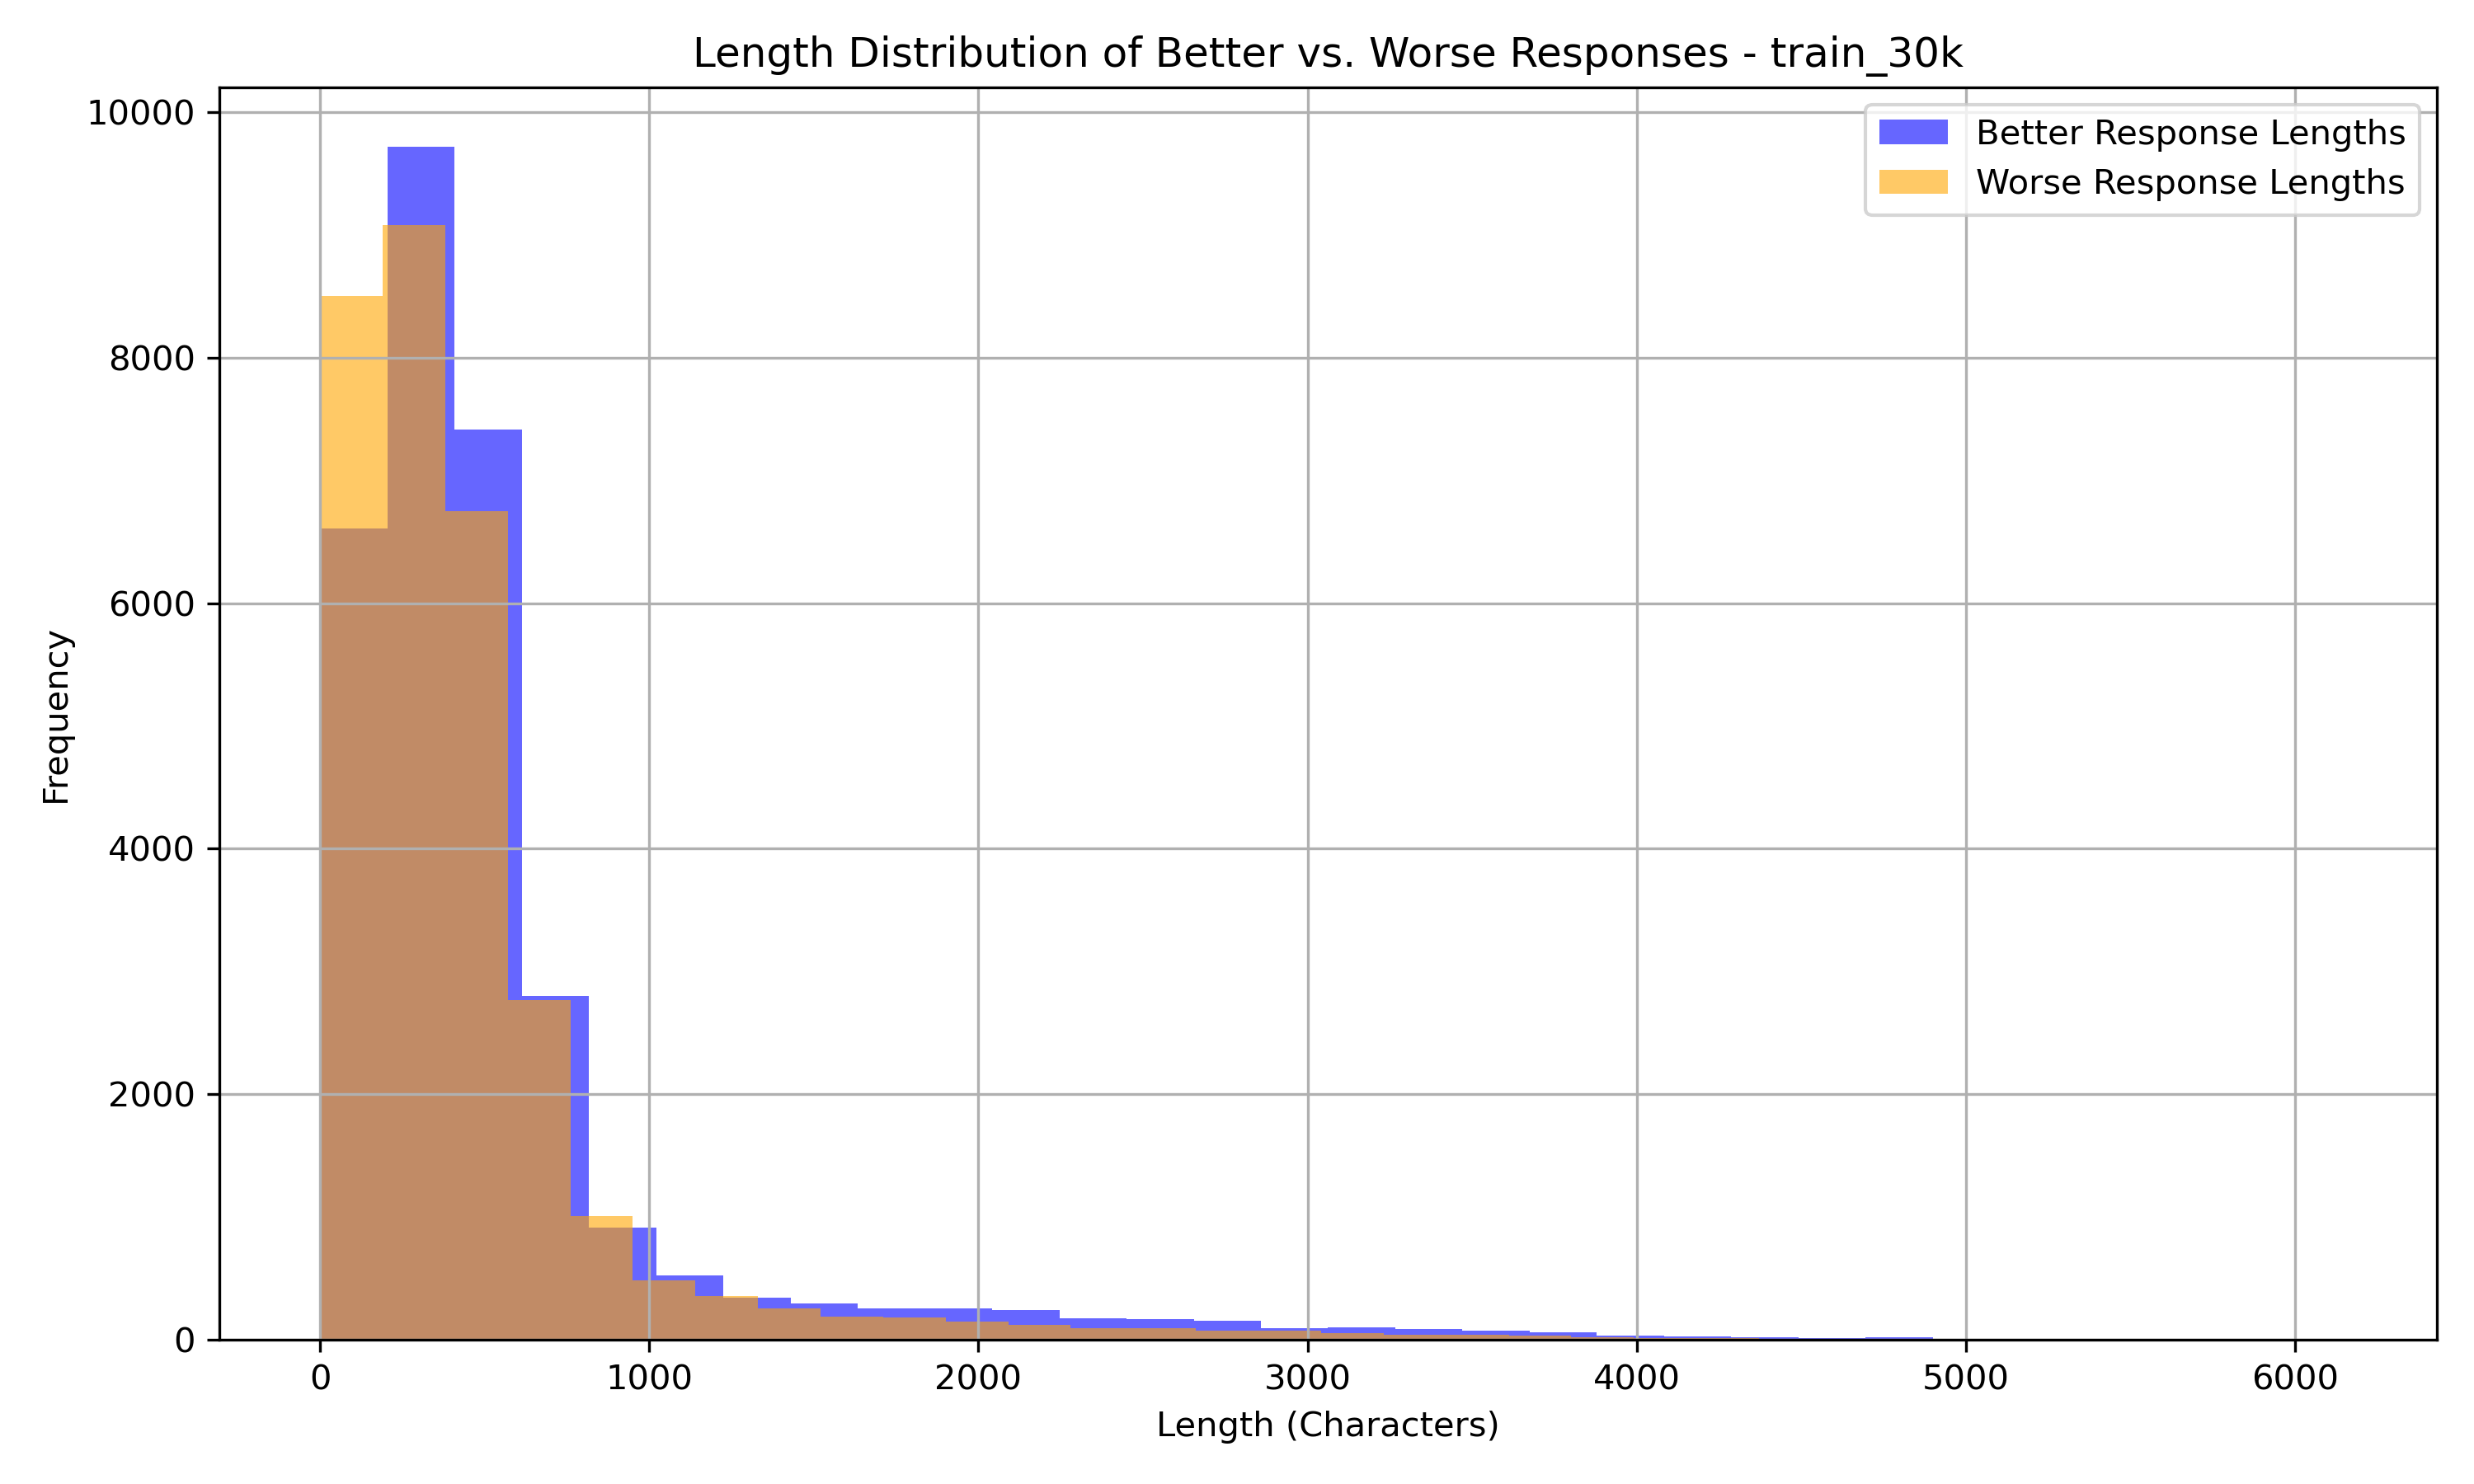 Length Distribution of Better vs. Worse Responses - train_30k
Better Response Lengths
Worse Response Lengths
10000
8000
6000
4000
2000
0
Frequency
0 1000 2000 3000 4000 5000 6000
Length (Characters)